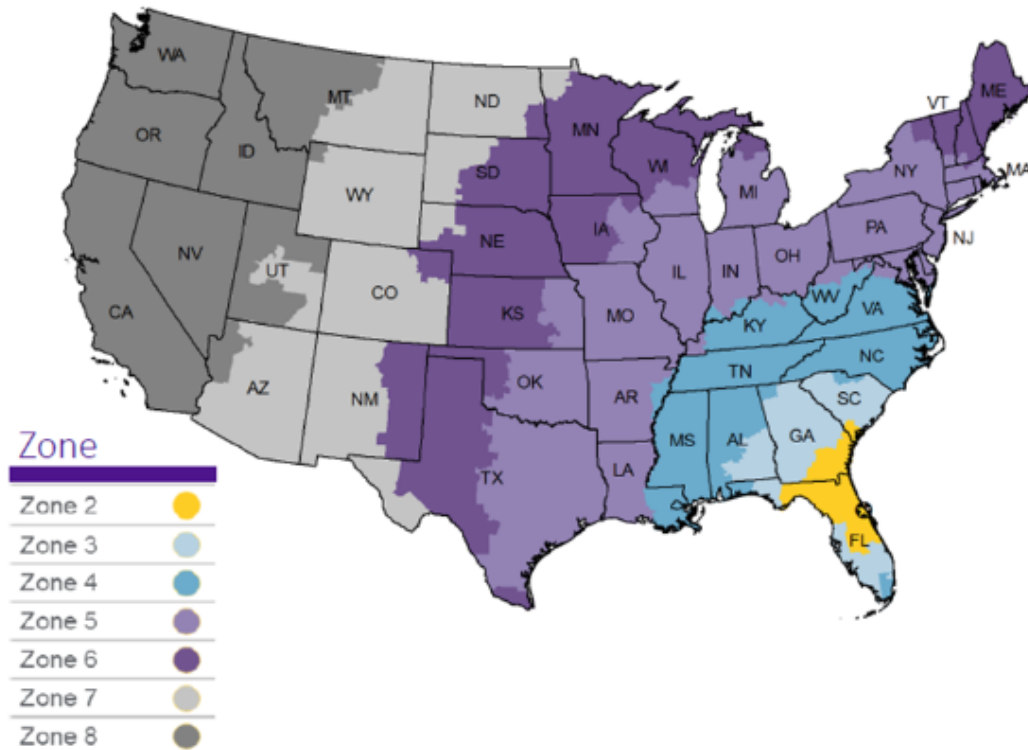 WA
MT
ND
MN
VT
ME
OR
ID
SD
WI
NY
MA
WY
MI
NE
IA
PA
NJ
NV
UT
CO
IL
IN
OH
CA
KS
MO
WV
VA
KY
AZ
NM
OK
AR
TN
NC
SC
MS
AL
GA
TX
LA
FL
Zone
Zone 2
Zone 3
Zone 4
Zone 5
Zone 6
Zone 7
Zone 8